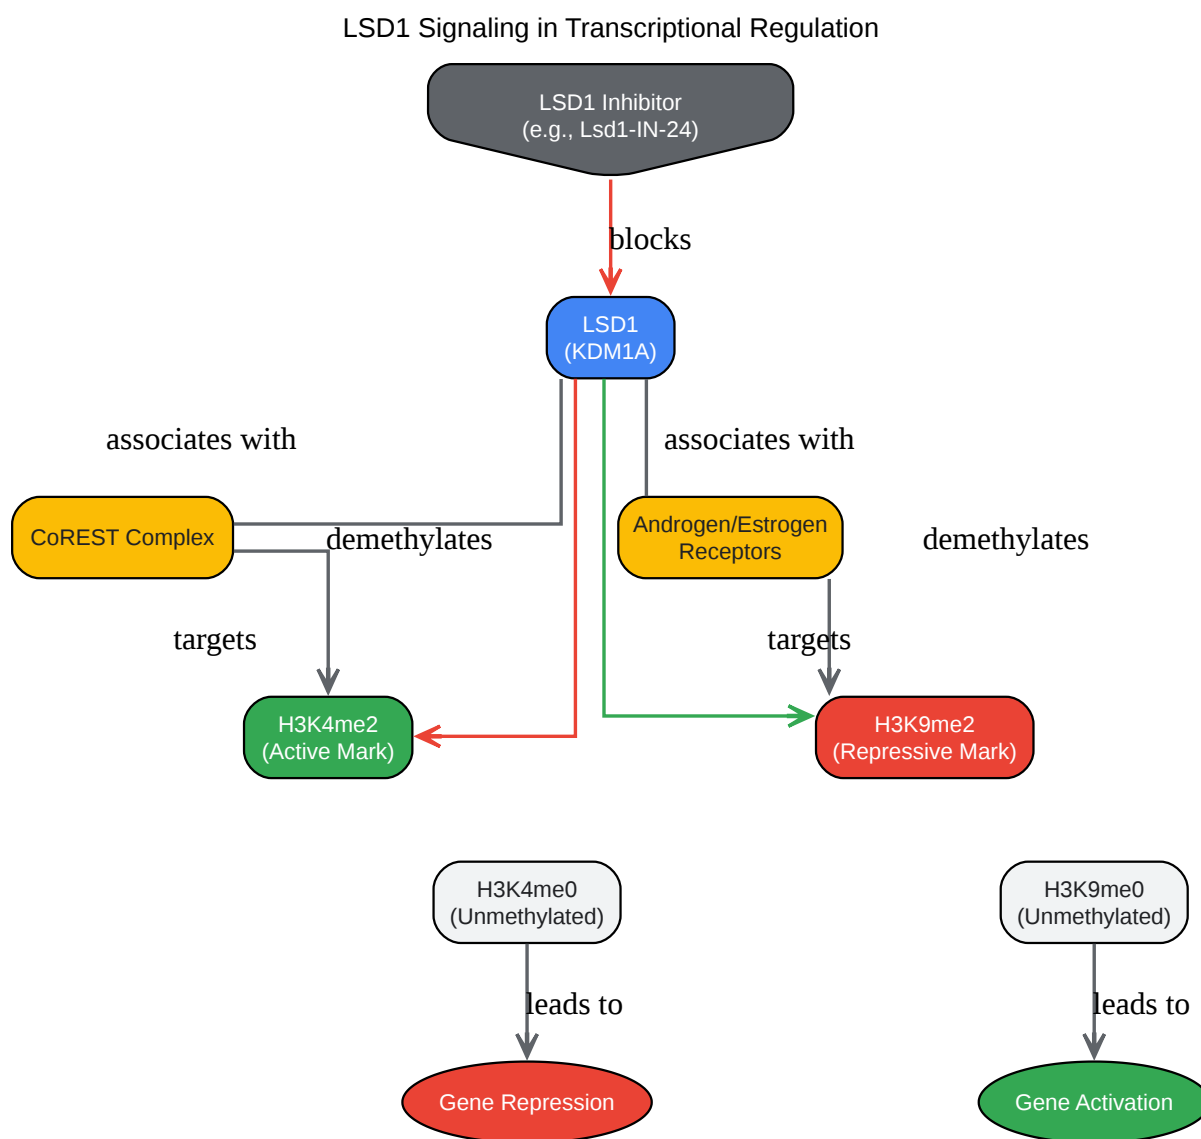 LSD1 Signaling in Transcriptional Regulation
LSD1 Inhibitor
(e.g., Lsd1-IN-24)
blocks
LSD1
(KDM1A)
associates with
associates with
CoREST Complex
demethylates
Androgen/Estrogen
Receptors
demethylates
targets
targets
H3K4me2
(Active Mark)
H3K9me2
(Repressive Mark)
H3K4me0
(Unmethylated)
H3K9me0
(Unmethylated)
leads to
leads to
Gene Repression
Gene Activation